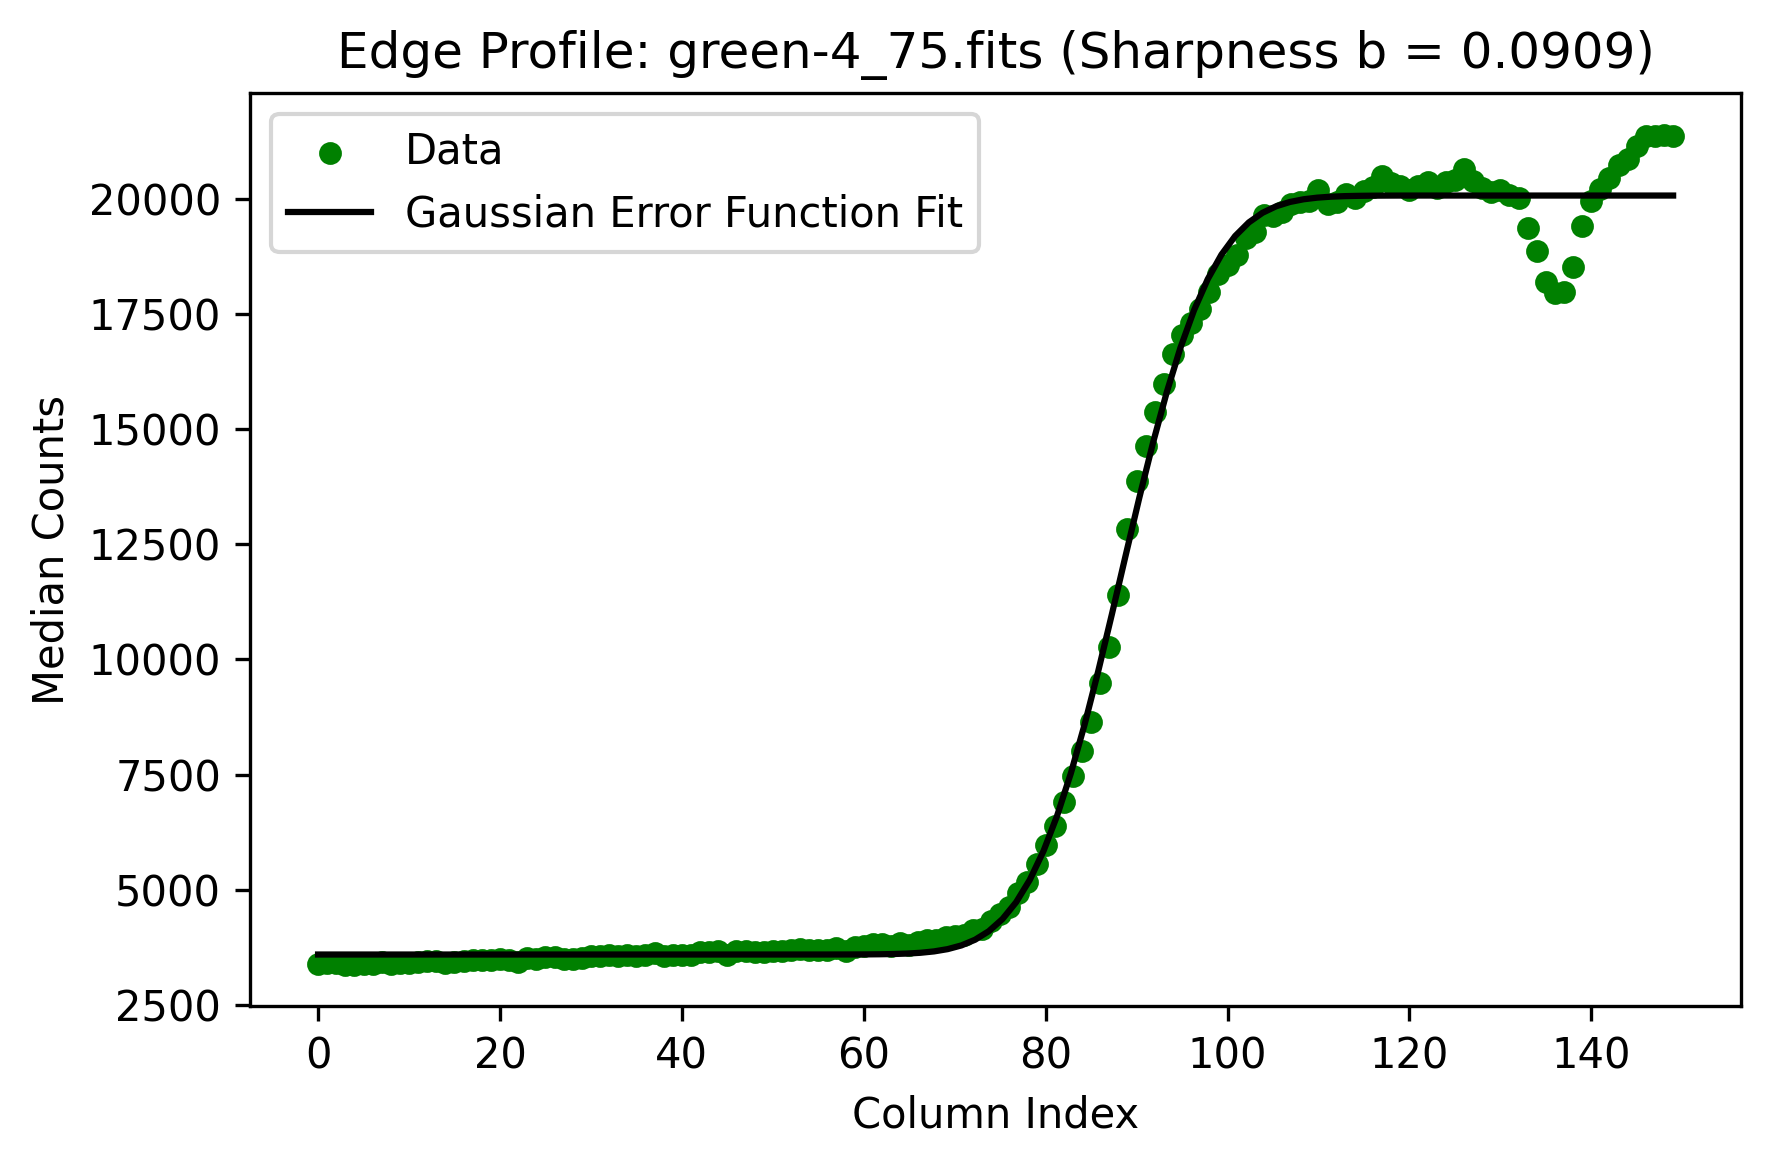 Edge Profile: green-4_75.fits (Sharpness b = 0.0909)
Data
Gaussian Error Function Fit
Median Counts
20000
17500
15000
12500
10000
7500
5000
2500
0 20 40 60 80 100 120 140
Column Index